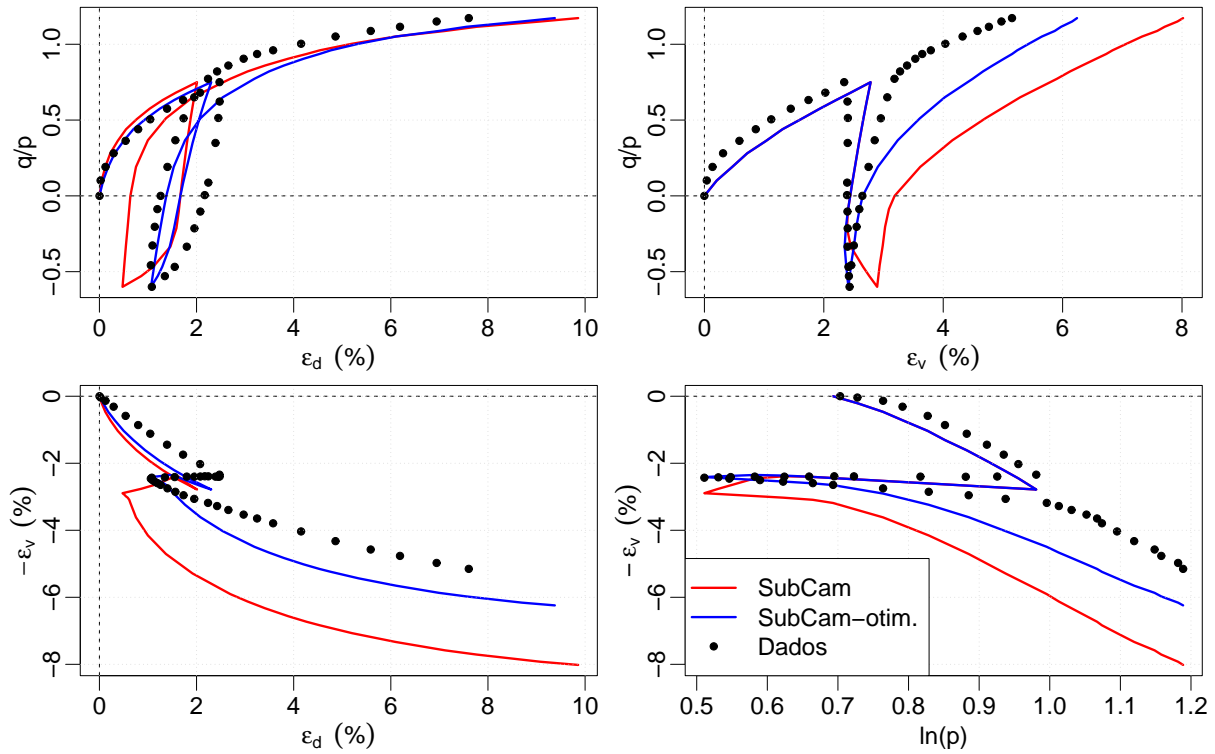 q/p
1.0
0.5
0.0
−0.5
0 2 4 6 8 10
εd (%)
q/p
1.0
0.5
0.0
−0.5
0 2 4 6 8
εv (%)
−εv (%)
0
−2
−4
−6
−8
0 2 4 6 8 10
εd (%)
− εv (%)
0
−2
−4
−6
−8
SubCam
SubCam−otim.
Dados
0.5 0.6 0.7 0.8 0.9 1.0 1.1 1.2
ln(p)